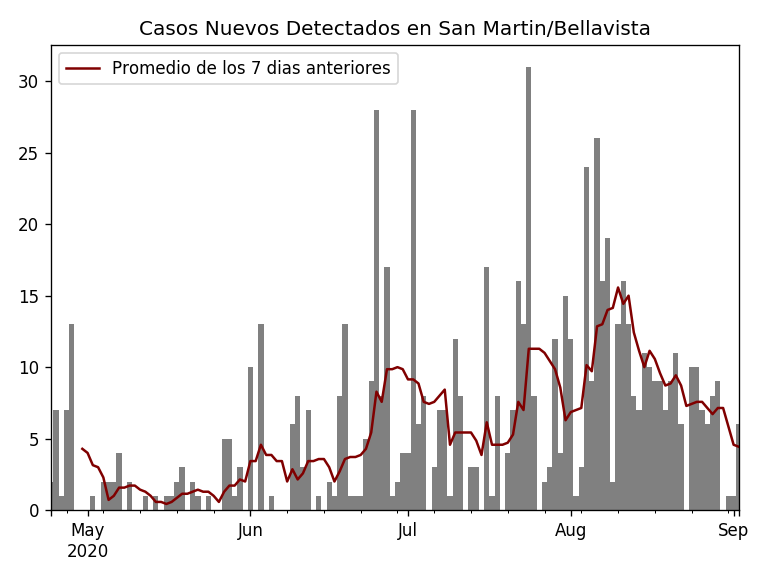 Casos Nuevos Detectados en San Martin/Bellavista
Promedio de los 7 dias anteriores
30
25
20
15
10
5
0
May Jun Jul Aug Sep
2020